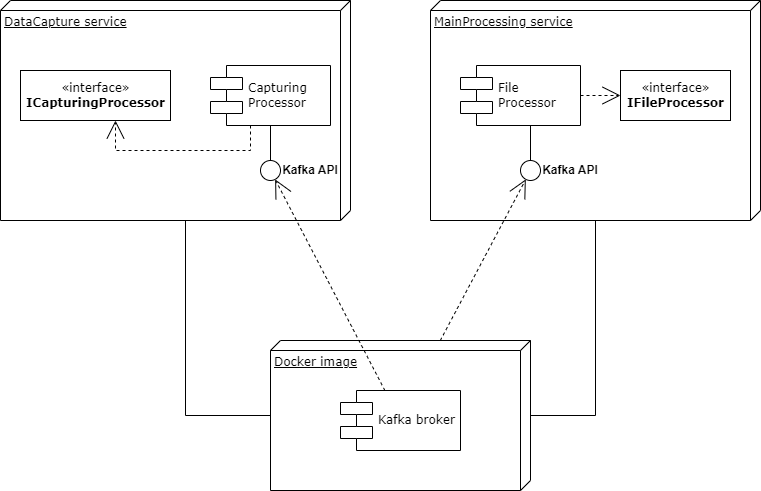 DataCapture service
«interface»
ICapturingProcessor
Capturing
Processor
Kafka API
MainProcessing service
File
Processor
«interface»
IFileProcessor
Kafka API
Docker image
Kafka broker